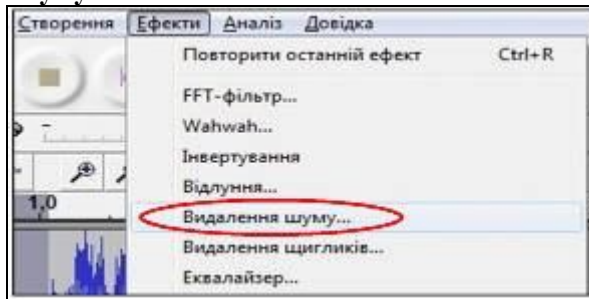 Створення Ефекти Аналіз Довідка
Повторити останній ефект Ctrl+R
FFT-фільтр...
Wahwah...
Інвертування
Відлуння...
1,0
Видалення шуму...
Видалення щигликів...
Еквалайзер...